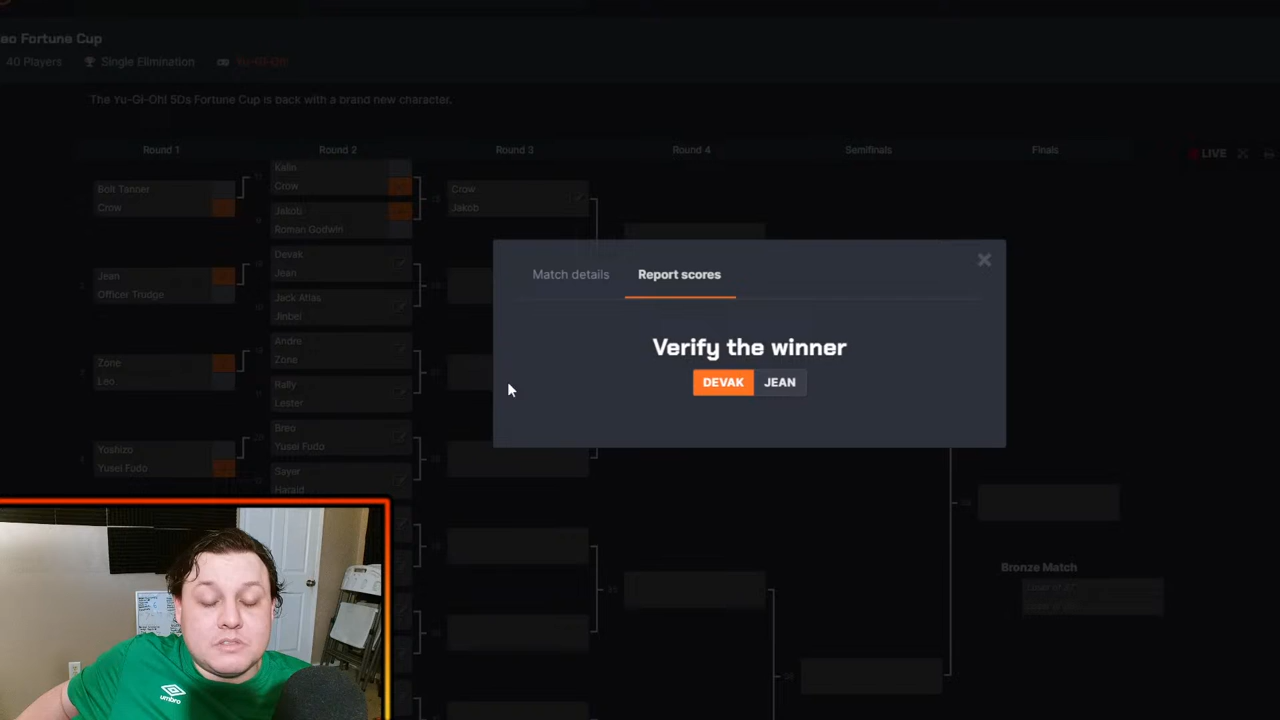 eo Fortune Cup
40 Players Single Elimination Yu-Gi-Oh!
The Yu-Gi-Oh! 5Ds Fortune Cup is back with a brand new character.
Round 1 Round 2 Round 3 Round 4 Semifinals Finals
LIVE
Bolt Tanner
Crow
Jean
Officer Trudge
Zone
Leo
Yoshizo
Yusei Fudo
Kalin
Crow
Jakob
Roman Godwin
Devak
Jean
Jack Atlas
Jinbei
Andre
Zone
Rally
Lester
Breo
Yusei Fudo
Sayer
Harald
Crow
Jakob
Match details Report scores
Verify the winner
DEVAK JEAN
Bronze Match
umbro